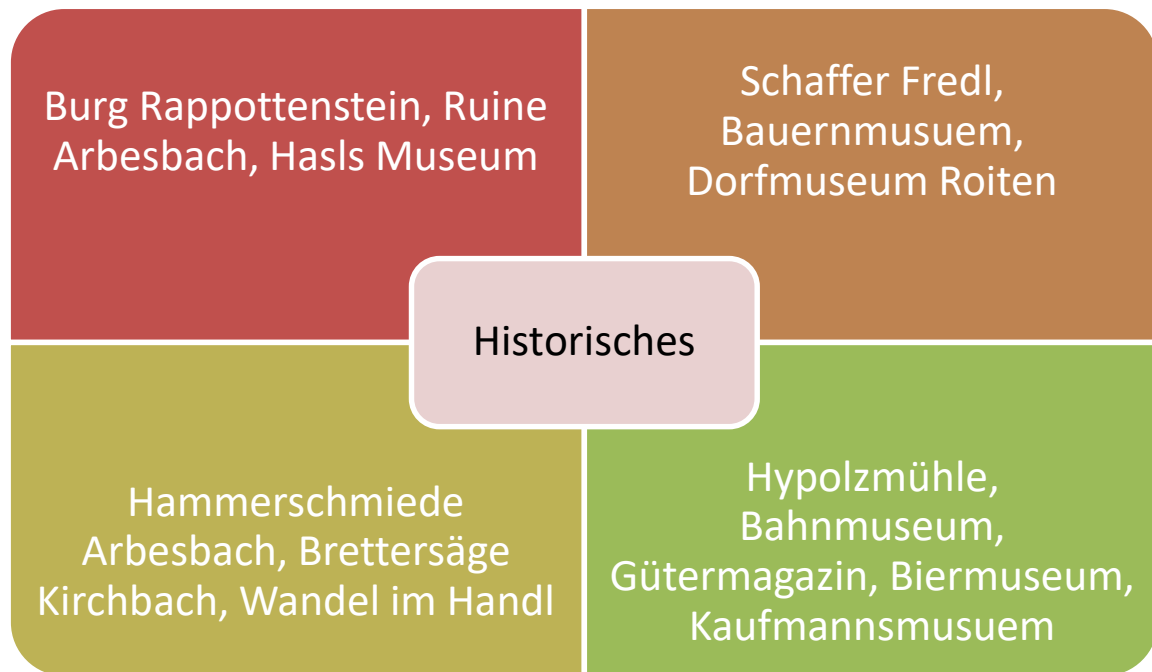 Burg Rappottenstein, Ruine
Arbesbach, Hasls Museum
Schaffer Fredl,
Bauernmusuem,
Dorfmuseum Roiten
Historisches
Hammerschmiede
Arbesbach, Brettersäge
Kirchbach, Wandel im Handl
Hypolzmühle,
Bahnmuseum,
Gütermagazin, Biermuseum,
Kaufmannsmusuem